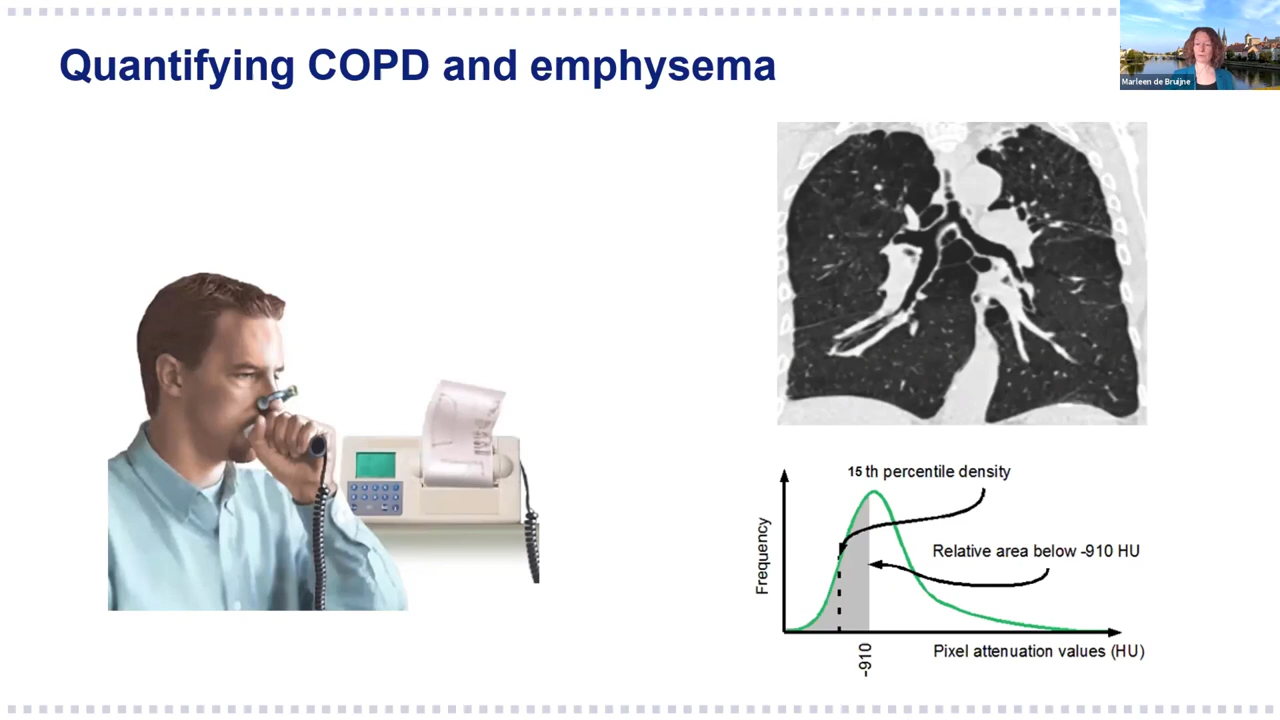 Quantifying COPD and emphysema
Marleen de Bruijne
15 th percentile density
Relative area below -910 HU
Frequency
-910
Pixel attenuation values (HU)